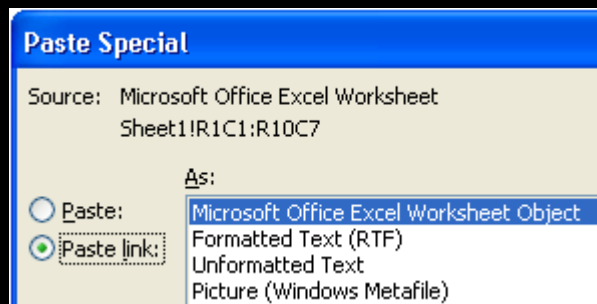 Paste Special
Source: Microsoft Office Excel Worksheet
Sheet1!R1C1:R10C7
As:
Paste:
Paste link:
Microsoft Office Excel Worksheet Object
Formatted Text (RTF)
Unformatted Text
Picture (Windows Metafile)